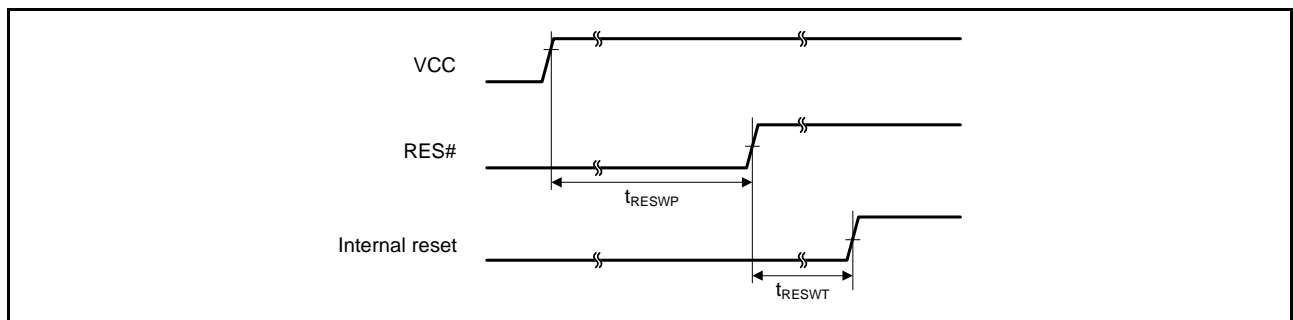 VCC
RES#
tRESWP
Internal reset
tRESWT